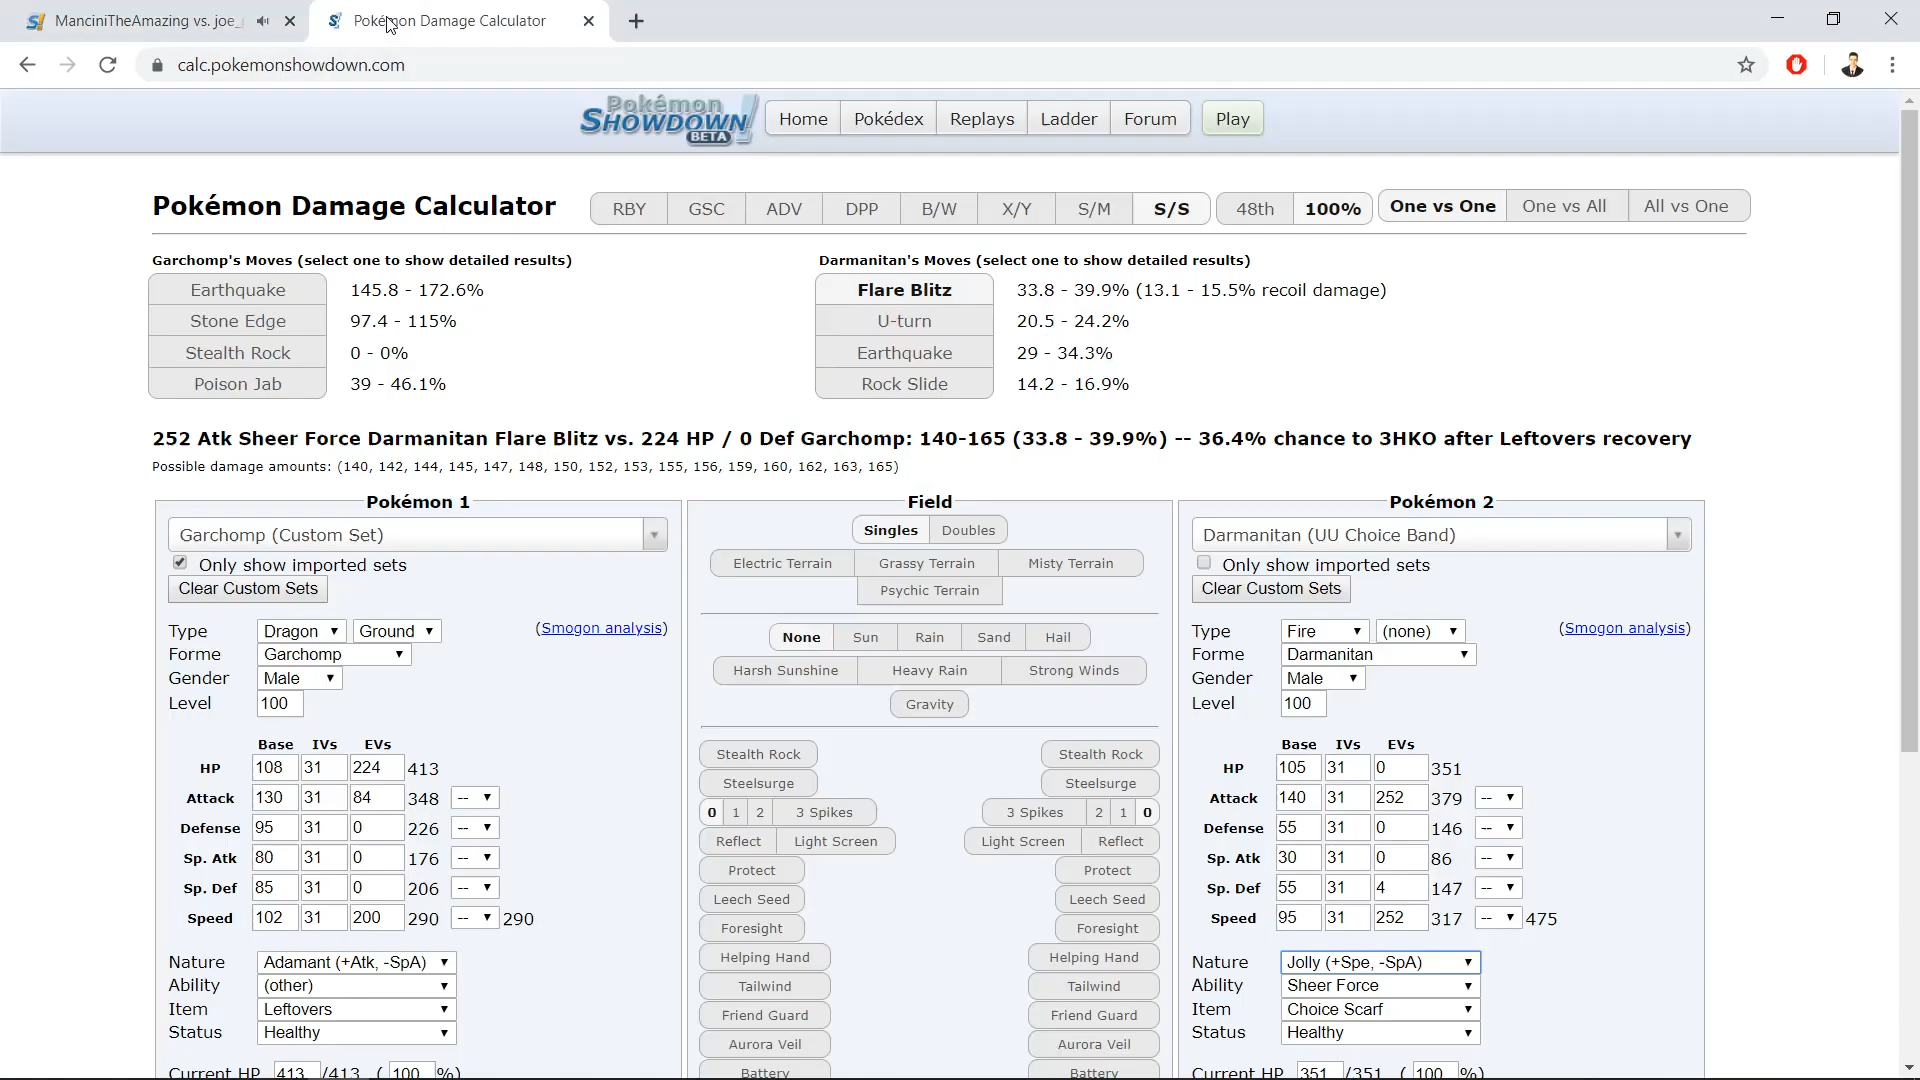 ManciniTheAmazing vs. joe_
Pokémon Damage Calculator
calc.pokemonshowdown.com
Pokémon SHOWDOWN BETA
Home Pokédex Replays Ladder Forum Play
Pokémon Damage Calculator
RBY GSC ADV DPP B/W X/Y S/M S/S 48th 100% One vs One One vs All All vs One
Garchomp's Moves (select one to show detailed results)
Earthquake 145.8 - 172.6%
Stone Edge 97.4 - 115%
Stealth Rock 0 - 0%
Poison Jab 39 - 46.1%
Darmanitan's Moves (select one to show detailed results)
Flare Blitz 33.8 - 39.9% (13.1 - 15.5% recoil damage)
U-turn 20.5 - 24.2%
Earthquake 29 - 34.3%
Rock Slide 14.2 - 16.9%
252 Atk Sheer Force Darmanitan Flare Blitz vs. 224 HP / 0 Def Garchomp: 140-165 (33.8 - 39.9%) -- 36.4% chance to 3HKO after Leftovers recovery
Possible damage amounts: (140, 142, 144, 145, 147, 148, 150, 152, 153, 155, 156, 159, 160, 162, 163, 165)
Pokémon 1
Garchomp (Custom Set)
Only show imported sets
Clear Custom Sets
Type Dragon Ground (Smogon analysis)
Forme Garchomp
Gender Male
Level 100
Base IVs EVs
HP 108 31 224 413
Attack 130 31 84 348 --
Defense 95 31 0 226 --
Sp. Atk 80 31 0 176 --
Sp. Def 85 31 0 206 --
Speed 102 31 200 290 -- 290
Nature Adamant (+Atk, -SpA)
Ability (other)
Item Leftovers
Status Healthy
Current HP 413 /413 ( 100 %)
Field
Singles Doubles
Electric Terrain Grassy Terrain Misty Terrain
Psychic Terrain
None Sun Rain Sand Hail
Harsh Sunshine Heavy Rain Strong Winds
Gravity
Stealth Rock Stealth Rock
Steelsurge Steelsurge
0 1 2 3 Spikes 3 Spikes 2 1 0
Reflect Light Screen Light Screen Reflect
Protect Protect
Leech Seed Leech Seed
Foresight Foresight
Helping Hand Helping Hand
Tailwind Tailwind
Friend Guard Friend Guard
Aurora Veil Aurora Veil
Battery Battery
Pokémon 2
Darmanitan (UU Choice Band)
Only show imported sets
Clear Custom Sets
Type Fire (none) (Smogon analysis)
Forme Darmanitan
Gender Male
Level 100
Base IVs EVs
HP 105 31 0 351
Attack 140 31 252 379 --
Defense 55 31 0 146 --
Sp. Atk 30 31 0 86 --
Sp. Def 55 31 4 147 --
Speed 95 31 252 317 -- 475
Nature Jolly (+Spe, -SpA)
Ability Sheer Force
Item Choice Scarf
Status Healthy
Current HP 351 /351 ( 100 %)